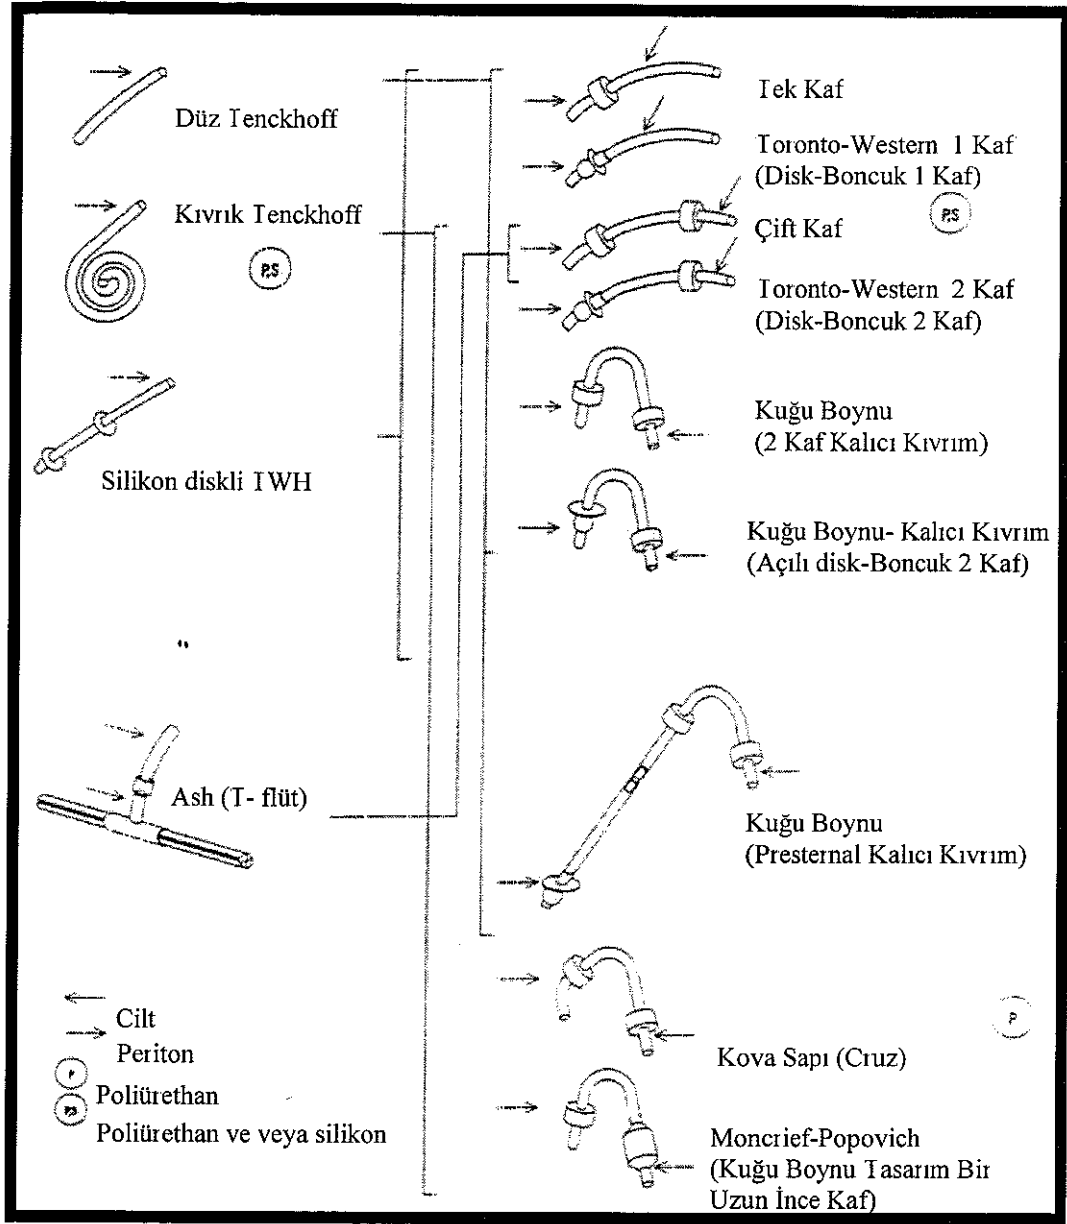 Düz Tenckhoff
Kıvrık Tenckhoff
P.S
Silikon diskli TWH
Ash (T- flüt)
Cilt
Periton
P
Poliürethan
P.S
Poliürethan ve veya silikon
Tek Kaf
Toronto-Western 1 Kaf
(Disk-Boncuk 1 Kaf)
P.S
Çift Kaf
Toronto-Western 2 Kaf
(Disk-Boncuk 2 Kaf)
Kuğu Boynu
(2 Kaf Kalıcı Kıvrım)
Kuğu Boynu- Kalıcı Kıvrım
(Açılı disk-Boncuk 2 Kaf)
Kuğu Boynu
(Presternal Kalıcı Kıvrım)
P
Kova Sapı (Cruz)
Moncrief-Popovich
(Kuğu Boynu Tasarım Bir
Uzun İnce Kaf)